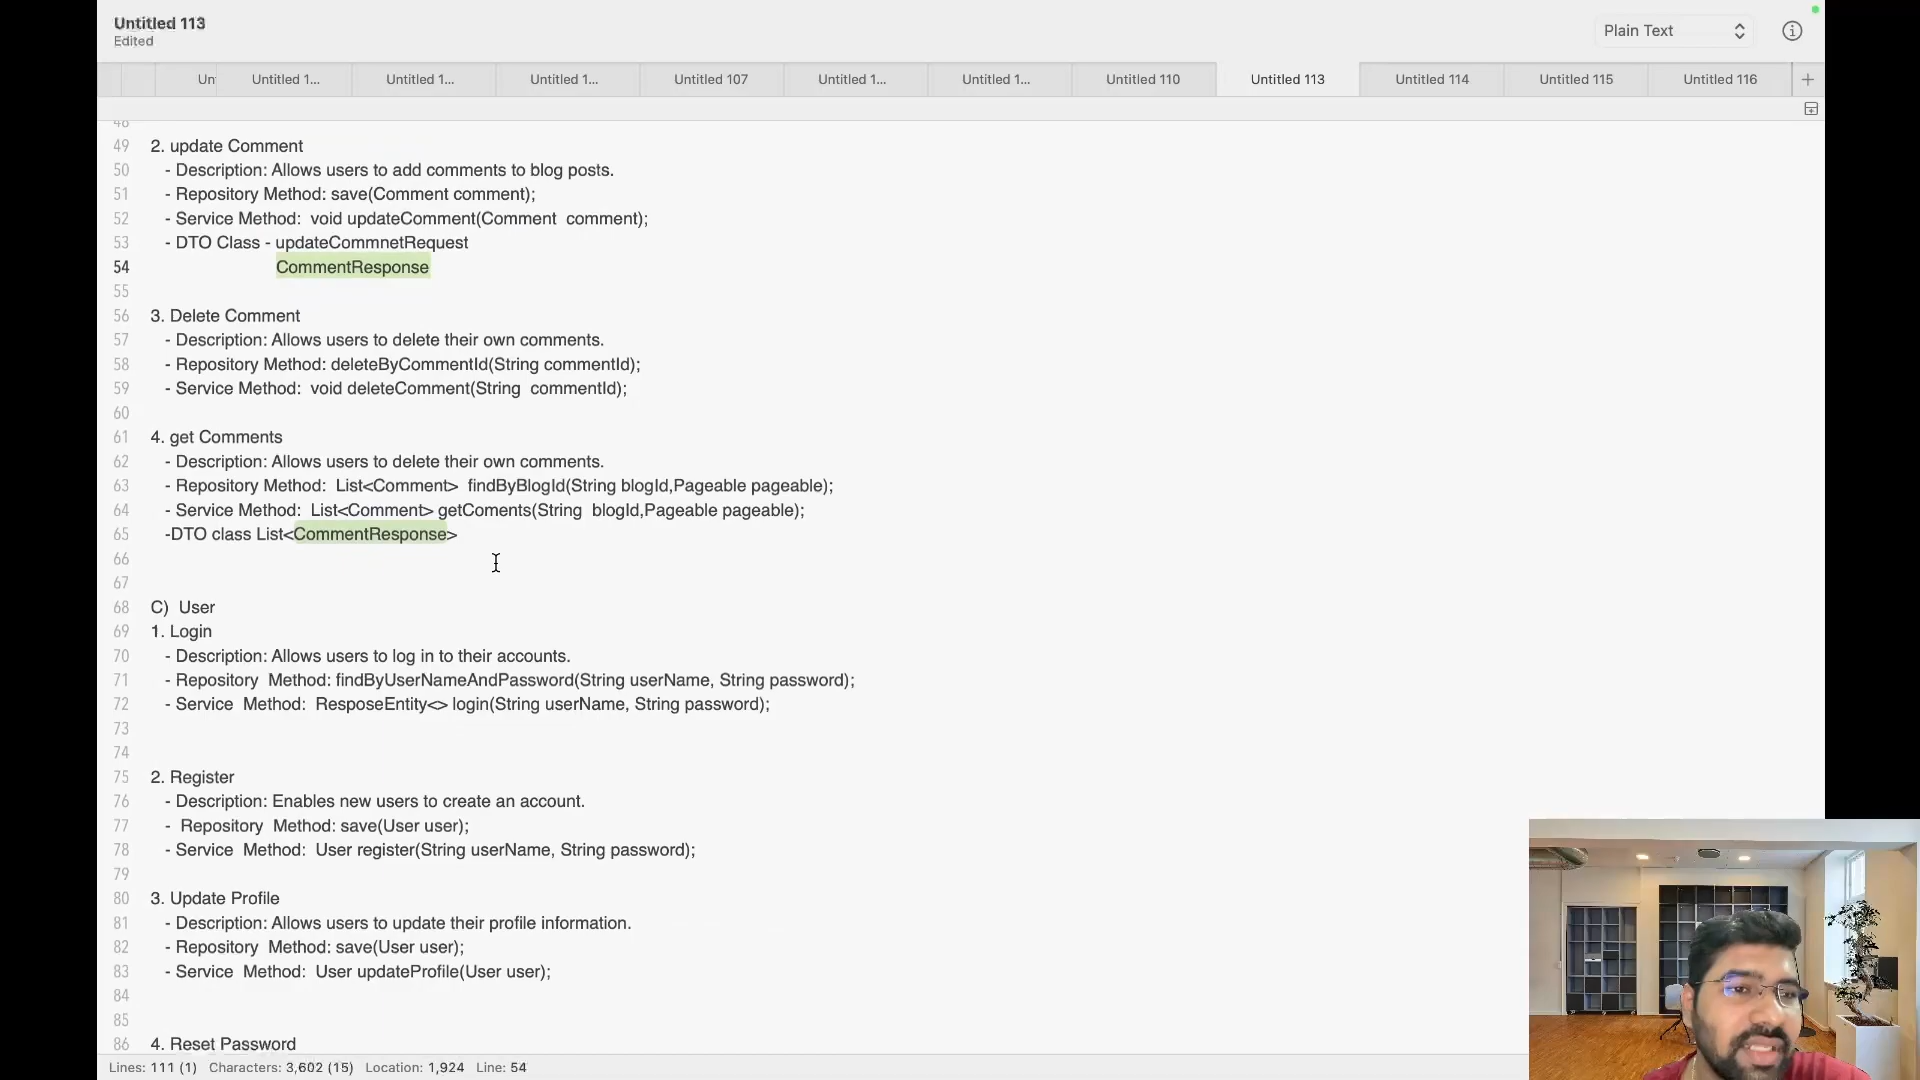 Untitled 113
Edited
Plain Text
Un
Untitled 1...
Untitled 1...
Untitled 1...
Untitled 107
Untitled 1...
Untitled 1...
Untitled 110
Untitled 113
Untitled 114
Untitled 115
Untitled 116
48
49 2. update Comment
50 - Description: Allows users to add comments to blog posts.
51 - Repository Method: save(Comment comment);
52 - Service Method:  void updateComment(Comment  comment);
53 - DTO Class - updateCommnetRequest
54 CommentResponse
55
56 3. Delete Comment
57 - Description: Allows users to delete their own comments.
58 - Repository Method: deleteByCommentId(String commentId);
59 - Service Method:  void deleteComment(String  commentId);
60
61 4. get Comments
62 - Description: Allows users to delete their own comments.
63 - Repository Method:  List<Comment>  findByBlogId(String blogId,Pageable pageable);
64 - Service Method:  List<Comment> getComents(String  blogId,Pageable pageable);
65 -DTO class List<CommentResponse>
66
67
68 C)  User
69 1. Login
70 - Description: Allows users to log in to their accounts.
71 - Repository  Method: findByUserNameAndPassword(String userName, String password);
72 - Service  Method:  ResposeEntity<> login(String userName, String password);
73
74
75 2. Register
76 - Description: Enables new users to create an account.
77 -  Repository  Method: save(User user);
78 - Service  Method:  User register(String userName, String password);
79
80 3. Update Profile
81 - Description: Allows users to update their profile information.
82 - Repository  Method: save(User user);
83 - Service  Method:  User updateProfile(User user);
84
85
86 4. Reset Password
Lines: 111 (1)  Characters: 3,602 (15)  Location: 1,924  Line: 54